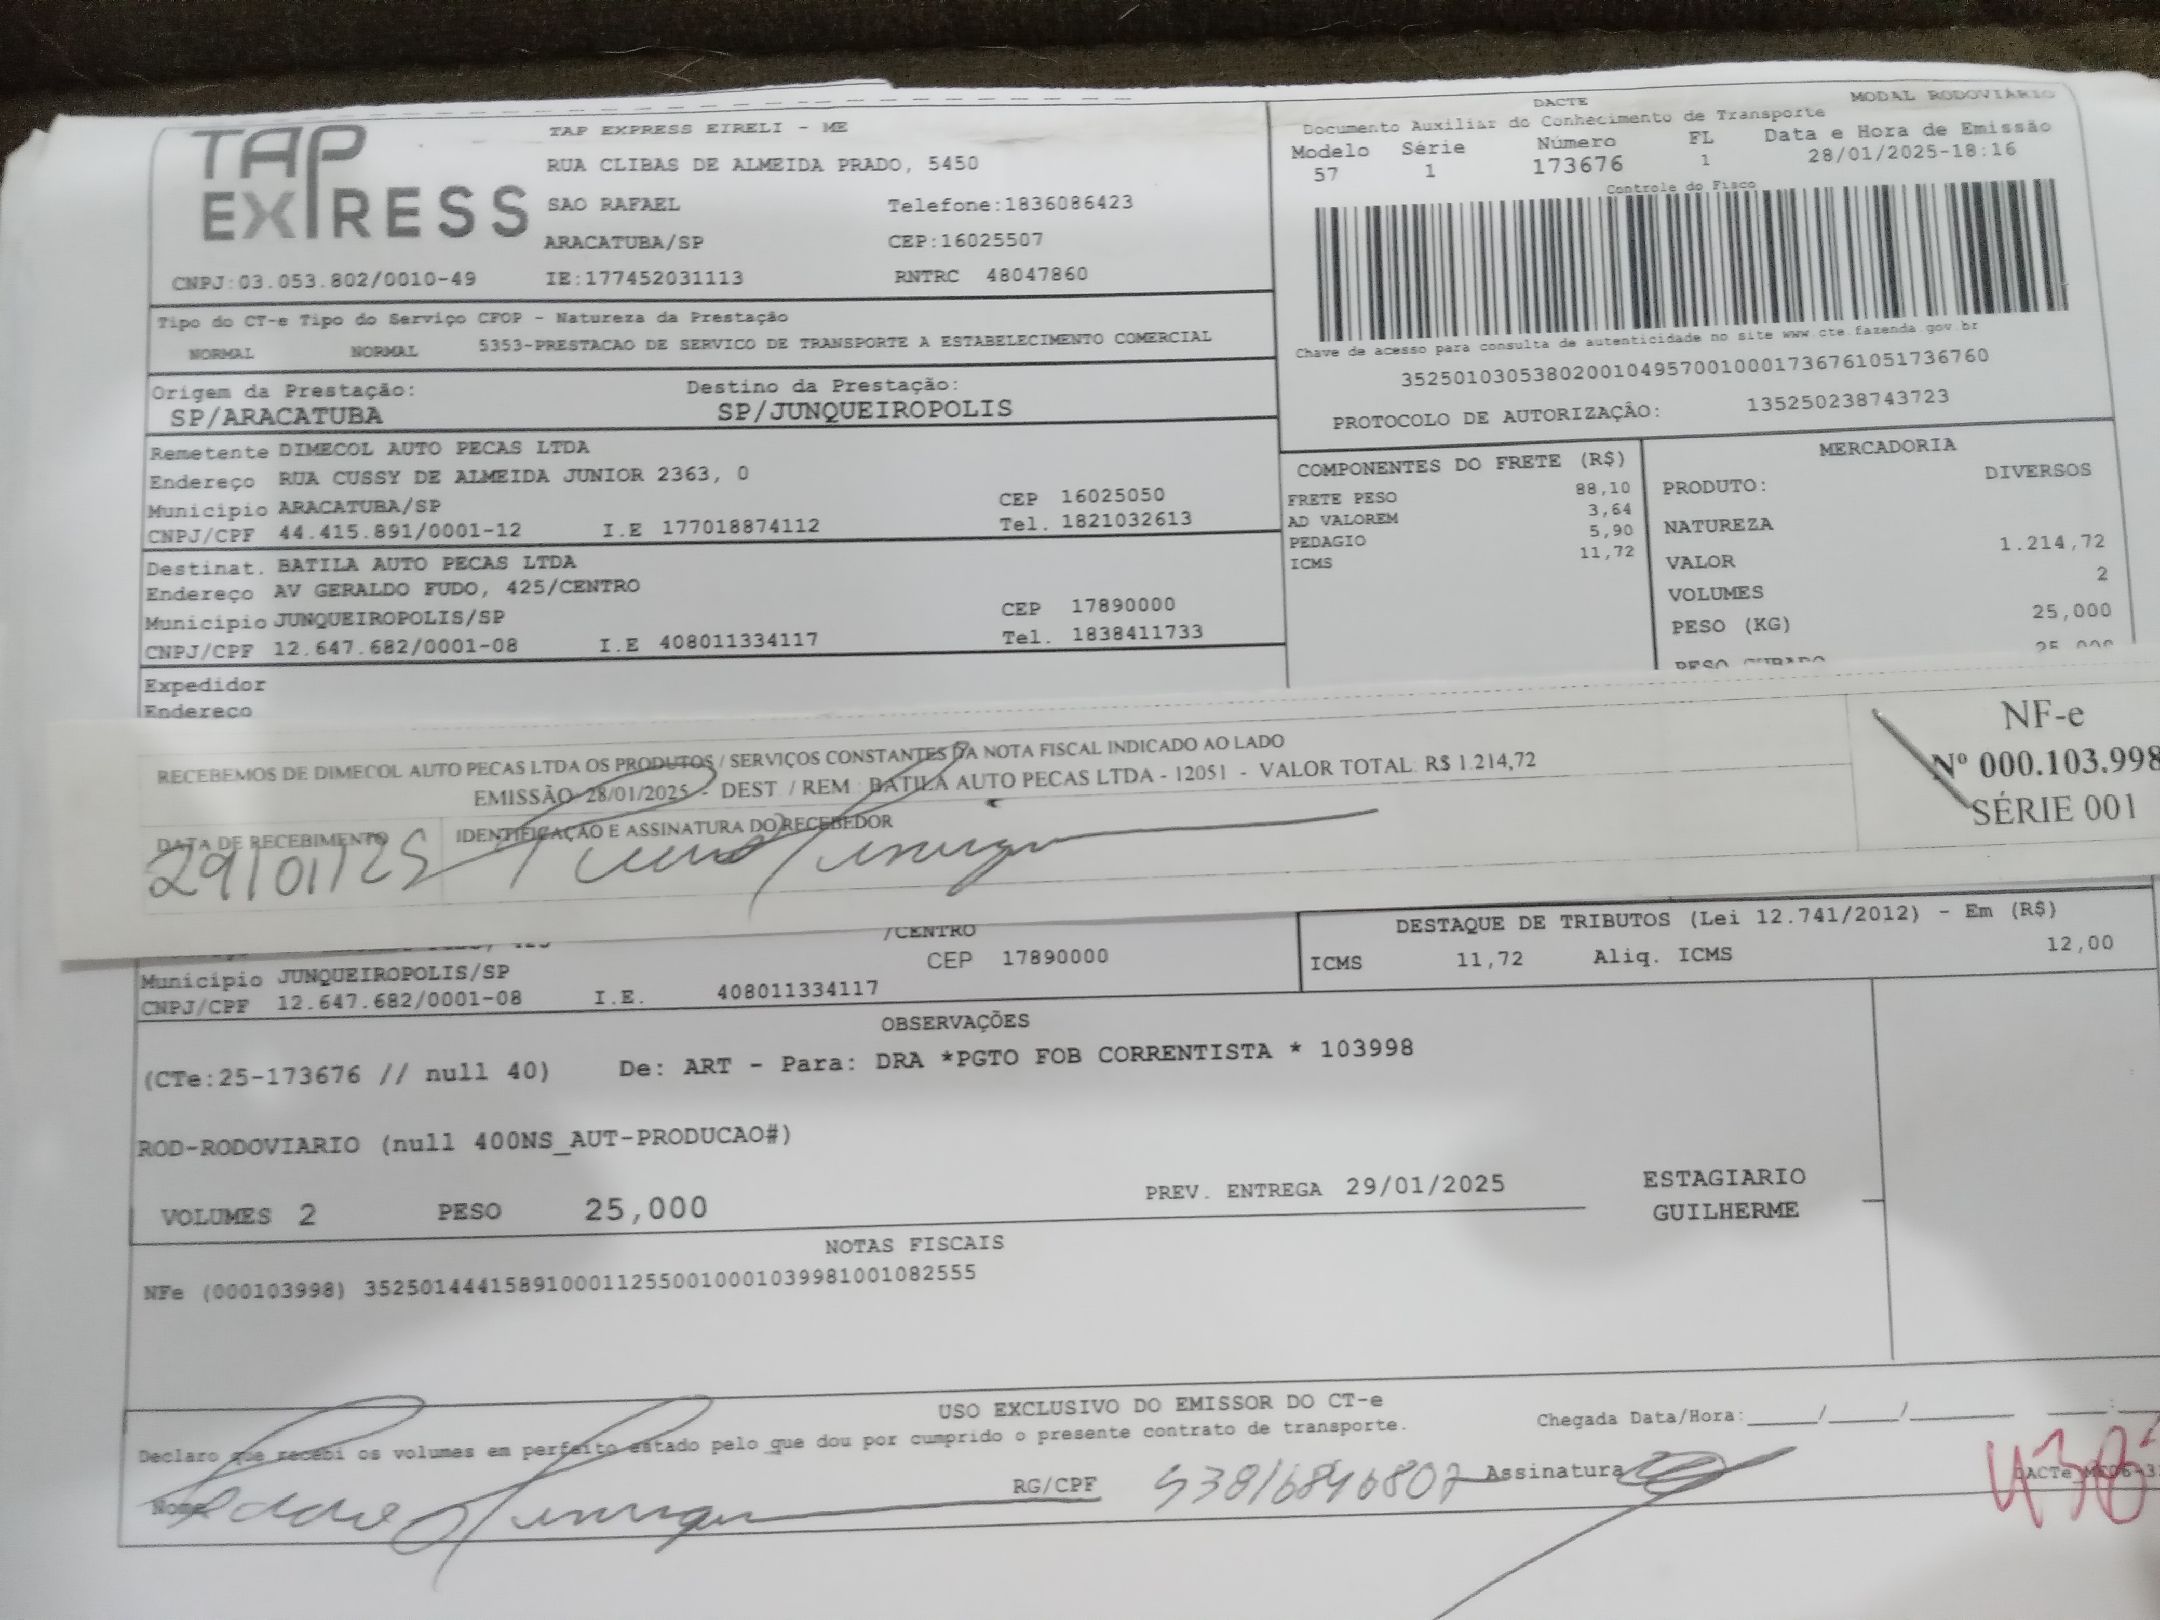 TAP EXPRESS
TAP EXPRESS EIRELI - ME
RUA CLIBAS DE ALMEIDA PRADO, 5450
SAO RAFAEL Telefone:1836086423
ARACATUBA/SP CEP:16025507
CNPJ:03.053.802/0010-49 IE:177452031113 RNTRC 48047860
DACTE MODAL RODOVIÁRIO
Documento Auxiliar do Conhecimento de Transporte
Modelo Série Número FL Data e Hora de Emissão
57 1 173676 1 28/01/2025-18:16
Controle do Fisco
Chave de acesso para consulta de autenticidade no site www.cte.fazenda.gov.br
35250103053802001049570010001736761051736760
PROTOCOLO DE AUTORIZAÇÃO: 135250238743723
Tipo do CT-e Tipo do Serviço CFOP - Natureza da Prestação
NORMAL NORMAL 5353-PRESTACAO DE SERVICO DE TRANSPORTE A ESTABELECIMENTO COMERCIAL
Origem da Prestação: Destino da Prestação:
SP/ARACATUBA SP/JUNQUEIROPOLIS
Remetente DIMECOL AUTO PECAS LTDA
Endereço RUA CUSSY DE ALMEIDA JUNIOR 2363, 0
Municipio ARACATUBA/SP CEP 16025050
CNPJ/CPF 44.415.891/0001-12 I.E 177018874112 Tel. 1821032613
Destinat. BATILA AUTO PECAS LTDA
Endereço AV GERALDO FUDO, 425/CENTRO
Municipio JUNQUEIROPOLIS/SP CEP 17890000
CNPJ/CPF 12.647.682/0001-08 I.E 408011334117 Tel. 1838411733
Expedidor
Endereco
COMPONENTES DO FRETE (R$)
FRETE PESO 88,10
AD VALOREM 3,64
PEDAGIO 5,90
ICMS 11,72
MERCADORIA
PRODUTO: DIVERSOS
NATUREZA
VALOR 1.214,72
VOLUMES 2
PESO (KG) 25,000
PESO CUBADO 25,000
RECEBEMOS DE DIMECOL AUTO PECAS LTDA OS PRODUTOS / SERVIÇOS CONSTANTES DA NOTA FISCAL INDICADO AO LADO
EMISSÃO 28/01/2025 - DEST. / REM : BATILA AUTO PECAS LTDA - 12051 - VALOR TOTAL: R$ 1.214,72
DATA DE RECEBIMENTO IDENTIFICAÇÃO E ASSINATURA DO RECEBEDOR
29/01/25
NF-e
Nº 000.103.998
SÉRIE 001
/CENTRO
Municipio JUNQUEIROPOLIS/SP CEP 17890000
CNPJ/CPF 12.647.682/0001-08 I.E. 408011334117
DESTAQUE DE TRIBUTOS (Lei 12.741/2012) - Em (R$)
ICMS 11,72 Aliq. ICMS 12,00
OBSERVAÇÕES
(CTe:25-173676 // null 40) De: ART - Para: DRA *PGTO FOB CORRENTISTA * 103998
ROD-RODOVIARIO (null 400NS_AUT-PRODUCAO#)
VOLUMES 2 PESO 25,000 PREV. ENTREGA 29/01/2025
ESTAGIARIO
GUILHERME
NOTAS FISCAIS
NFe (000103998) 35250144415891000112550010001039981001082555
USO EXCLUSIVO DO EMISSOR DO CT-e
Declaro que recebi os volumes em perfeito estado pelo que dou por cumprido o presente contrato de transporte.
Chegada Data/Hora:____/____/____ __:
Nome RG/CPF 53816846807 Assinatura